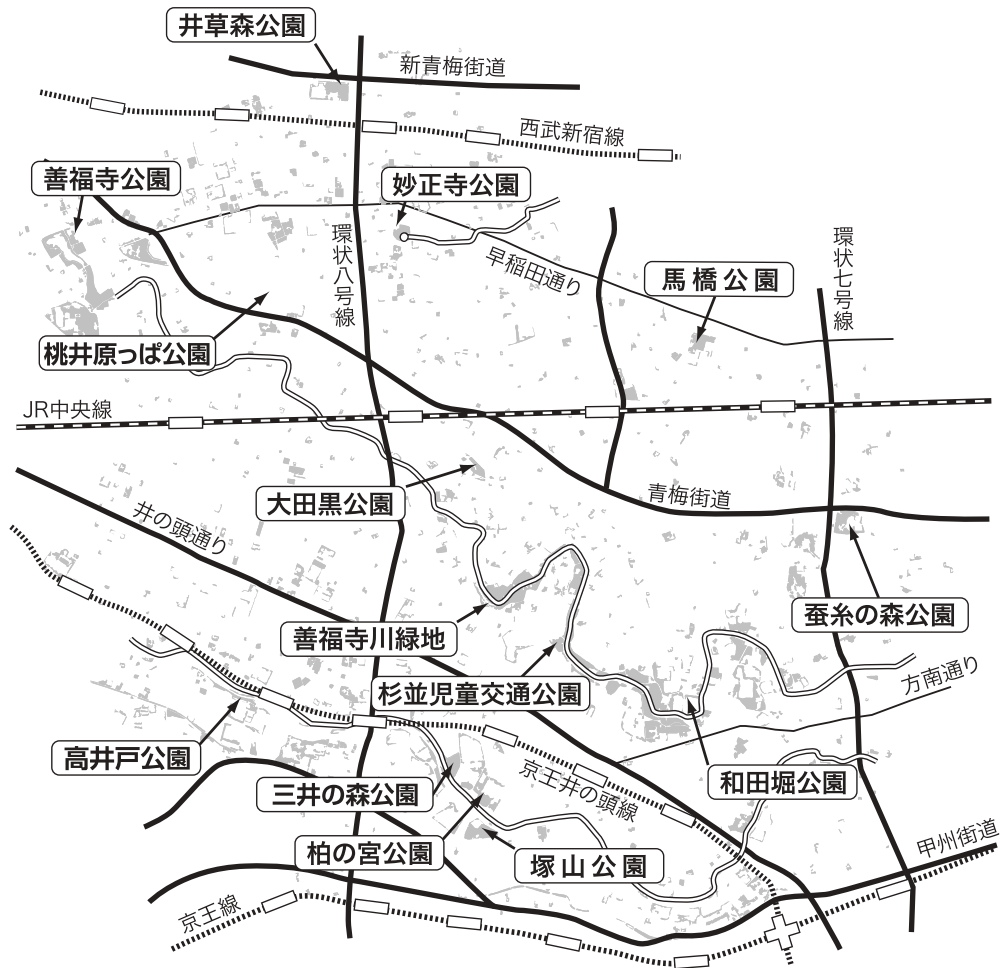 井草森公園
新青梅街道
西武新宿線
善福寺公園
妙正寺公園
環状八号線
早稲田通り
環状七号線
馬橋公園
桃井原っぱ公園
JR中央線
大田黒公園
青梅街道
井の頭通り
蚕糸の森公園
善福寺川緑地
方南通り
杉並児童交通公園
高井戸公園
和田堀公園
京王井の頭線
三井の森公園
柏の宮公園
塚山公園
甲州街道
京王線